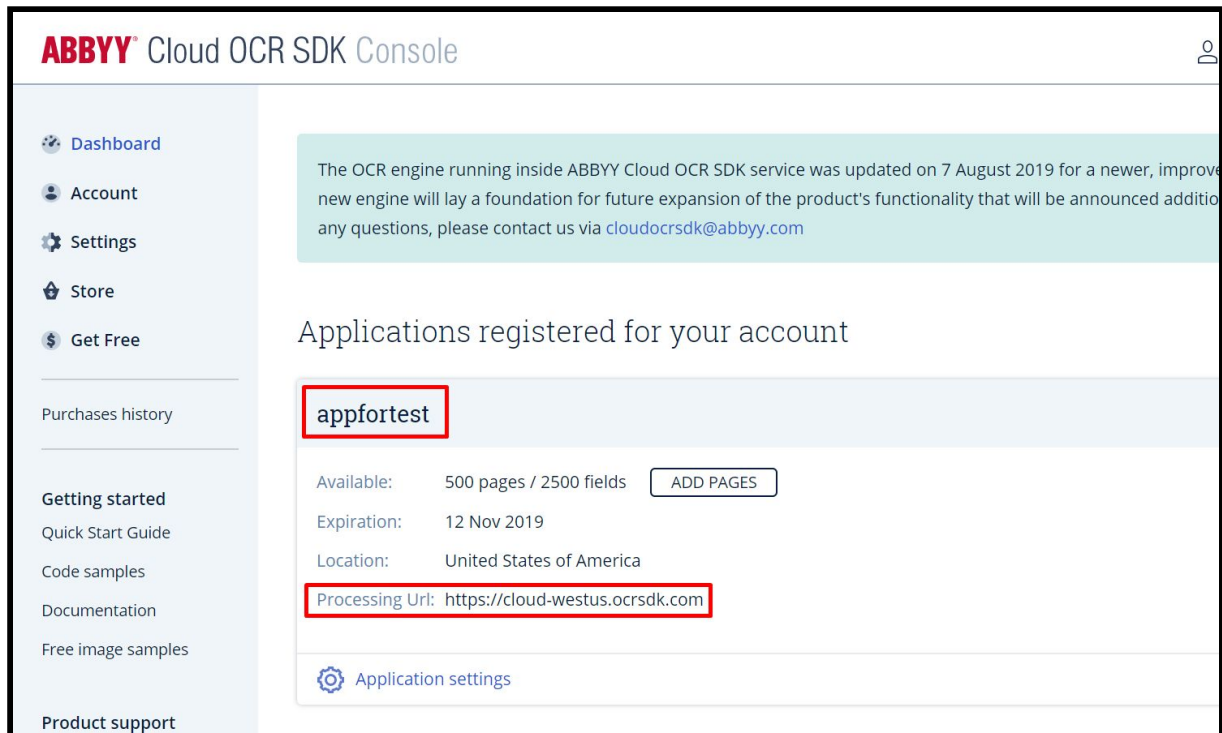 ABBYY® Cloud OCR SDK Console
Dashboard
Account
Settings
Store
Get Free
Purchases history
Getting started
Quick Start Guide
Code samples
Documentation
Free image samples
Product support
The OCR engine running inside ABBYY Cloud OCR SDK service was updated on 7 August 2019 for a newer, improve
new engine will lay a foundation for future expansion of the product's functionality that will be announced additio
any questions, please contact us via cloudocrsdk@abbyy.com
Applications registered for your account
appfortest
Available: 500 pages / 2500 fields ADD PAGES
Expiration: 12 Nov 2019
Location: United States of America
Processing Url: https://cloud-westus.ocrsdk.com
Application settings